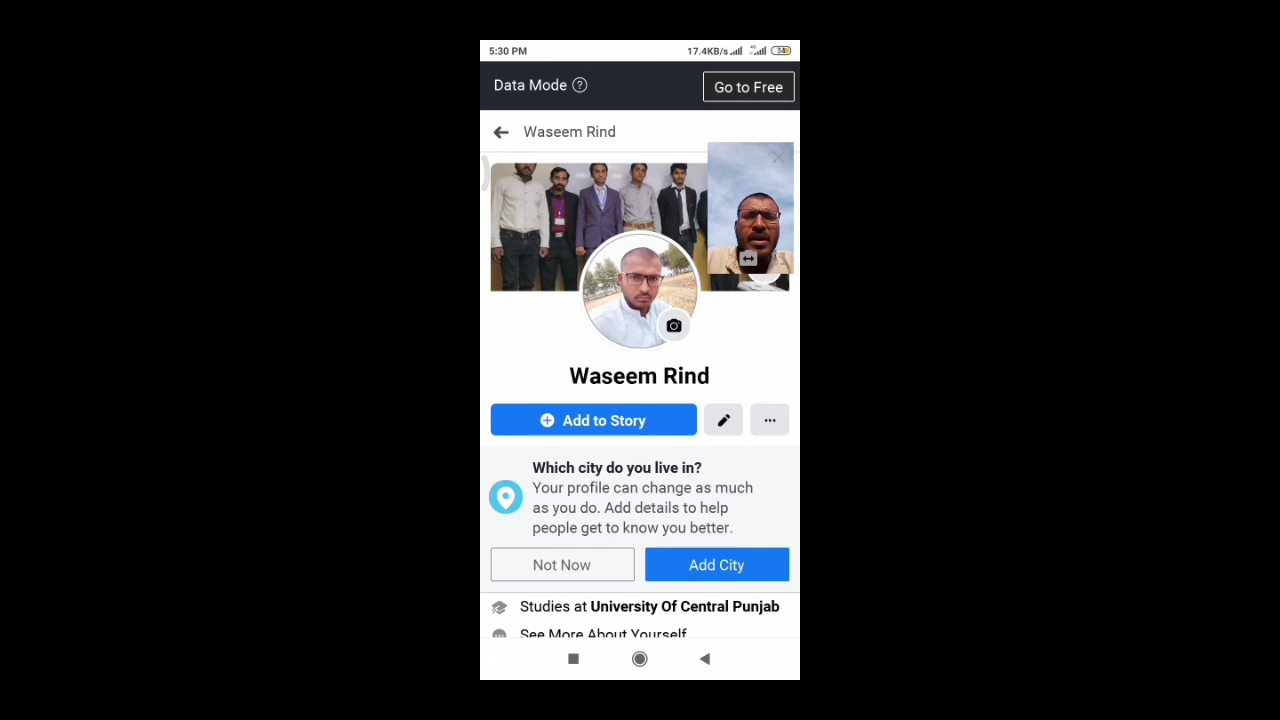 5:30 PM 17.4KB/s 4G 34
Data Mode ? Go to Free
Waseem Rind
Waseem Rind
Add to Story
Which city do you live in?
Your profile can change as much
as you do. Add details to help
people get to know you better.
Not Now Add City
Studies at University Of Central Punjab
See More About Yourself